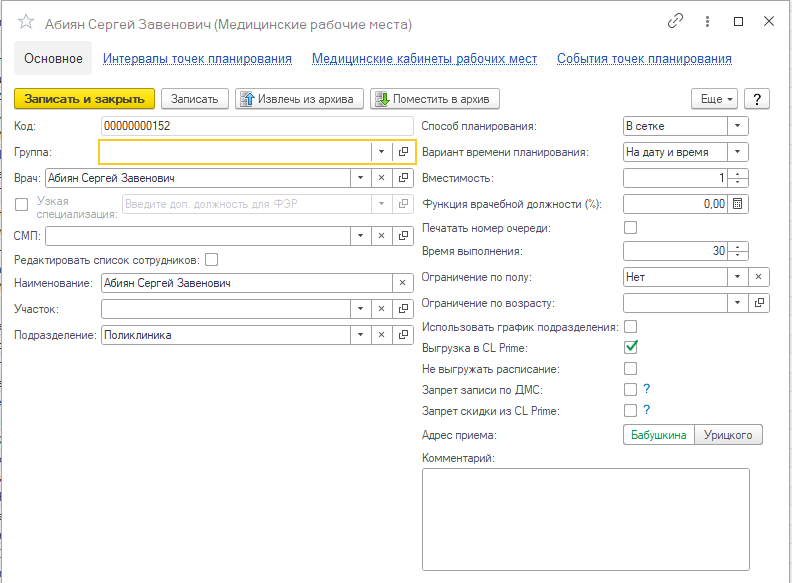 Абиян Сергей Завенович (Медицинские рабочие места)
Основное Интервалы точек планирования Медицинские кабинеты рабочих мест События точек планирования
Записать и закрыть Записать Извлечь из архива Поместить в архив Еще ?
Код: 00000000152
Группа:
Врач: Абиян Сергей Завенович
Узкая специализация: Введите доп. должность для ФЭР
СМП:
Редактировать список сотрудников:
Наименование: Абиян Сергей Завенович
Участок:
Подразделение: Поликлиника
Способ планирования: В сетке
Вариант времени планирования: На дату и время
Вместимость: 1
Функция врачебной должности (%): 0,00
Печатать номер очереди:
Время выполнения: 30
Ограничение по полу: Нет
Ограничение по возрасту:
Использовать график подразделения:
Выгрузка в CL Prime:
Не выгружать расписание:
Запрет записи по ДМС: ?
Запрет скидки из CL Prime: ?
Адрес приема: Бабушкина Урицкого
Комментарий: